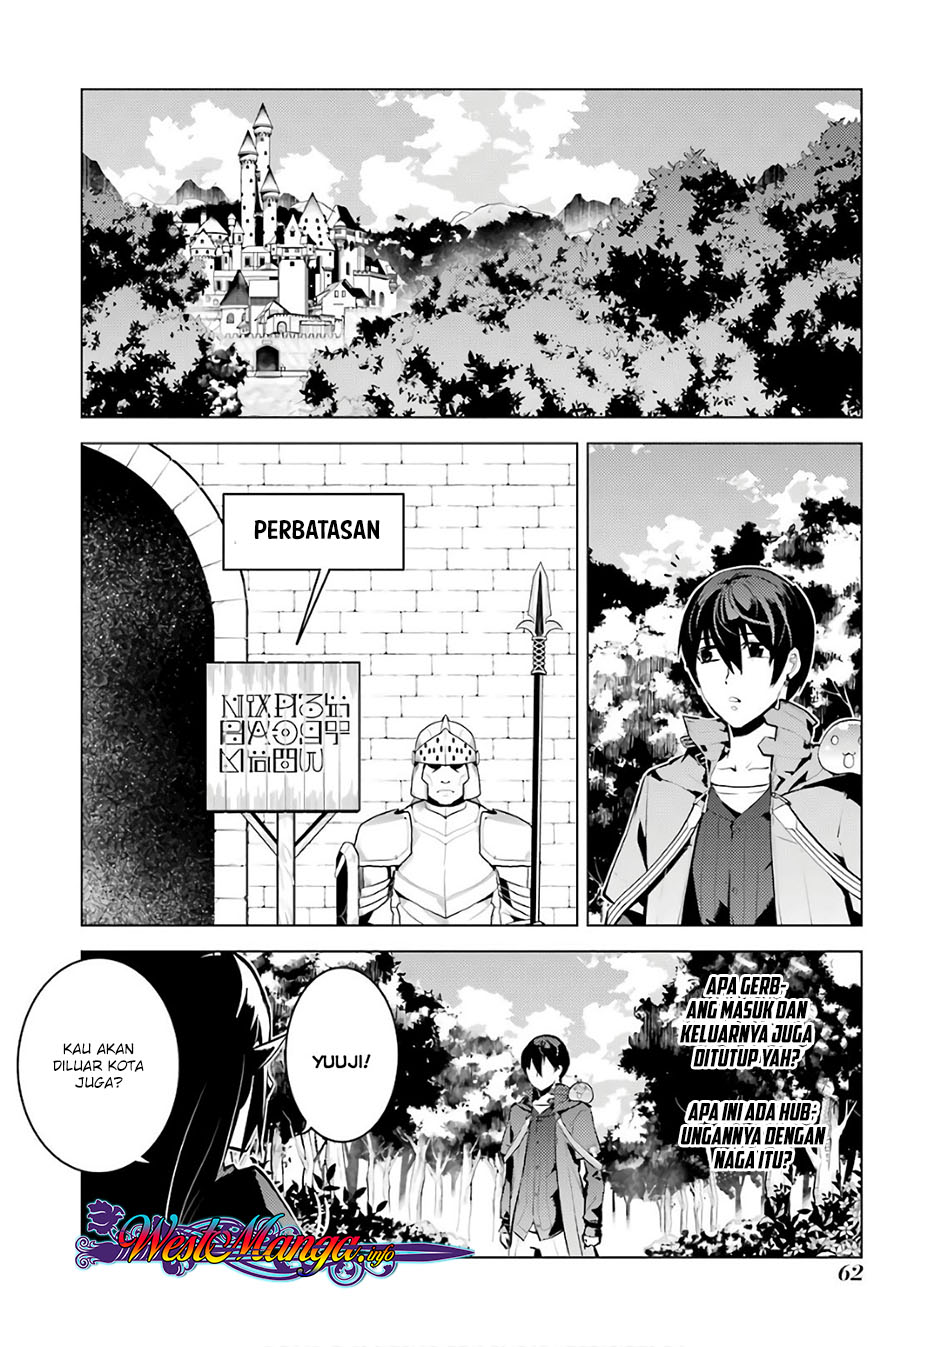 PERBATASAN
APA GERB-
ANG MASUK DAN
KELUARNYA JUGA
DITUTUP YAH?
APA INI ADA HUB-
UNGANNYA DENGAN
NAGA ITU?
YUUJI!
KAU AKAN
DILUAR KOTA
JUGA?
WestManga.info
62